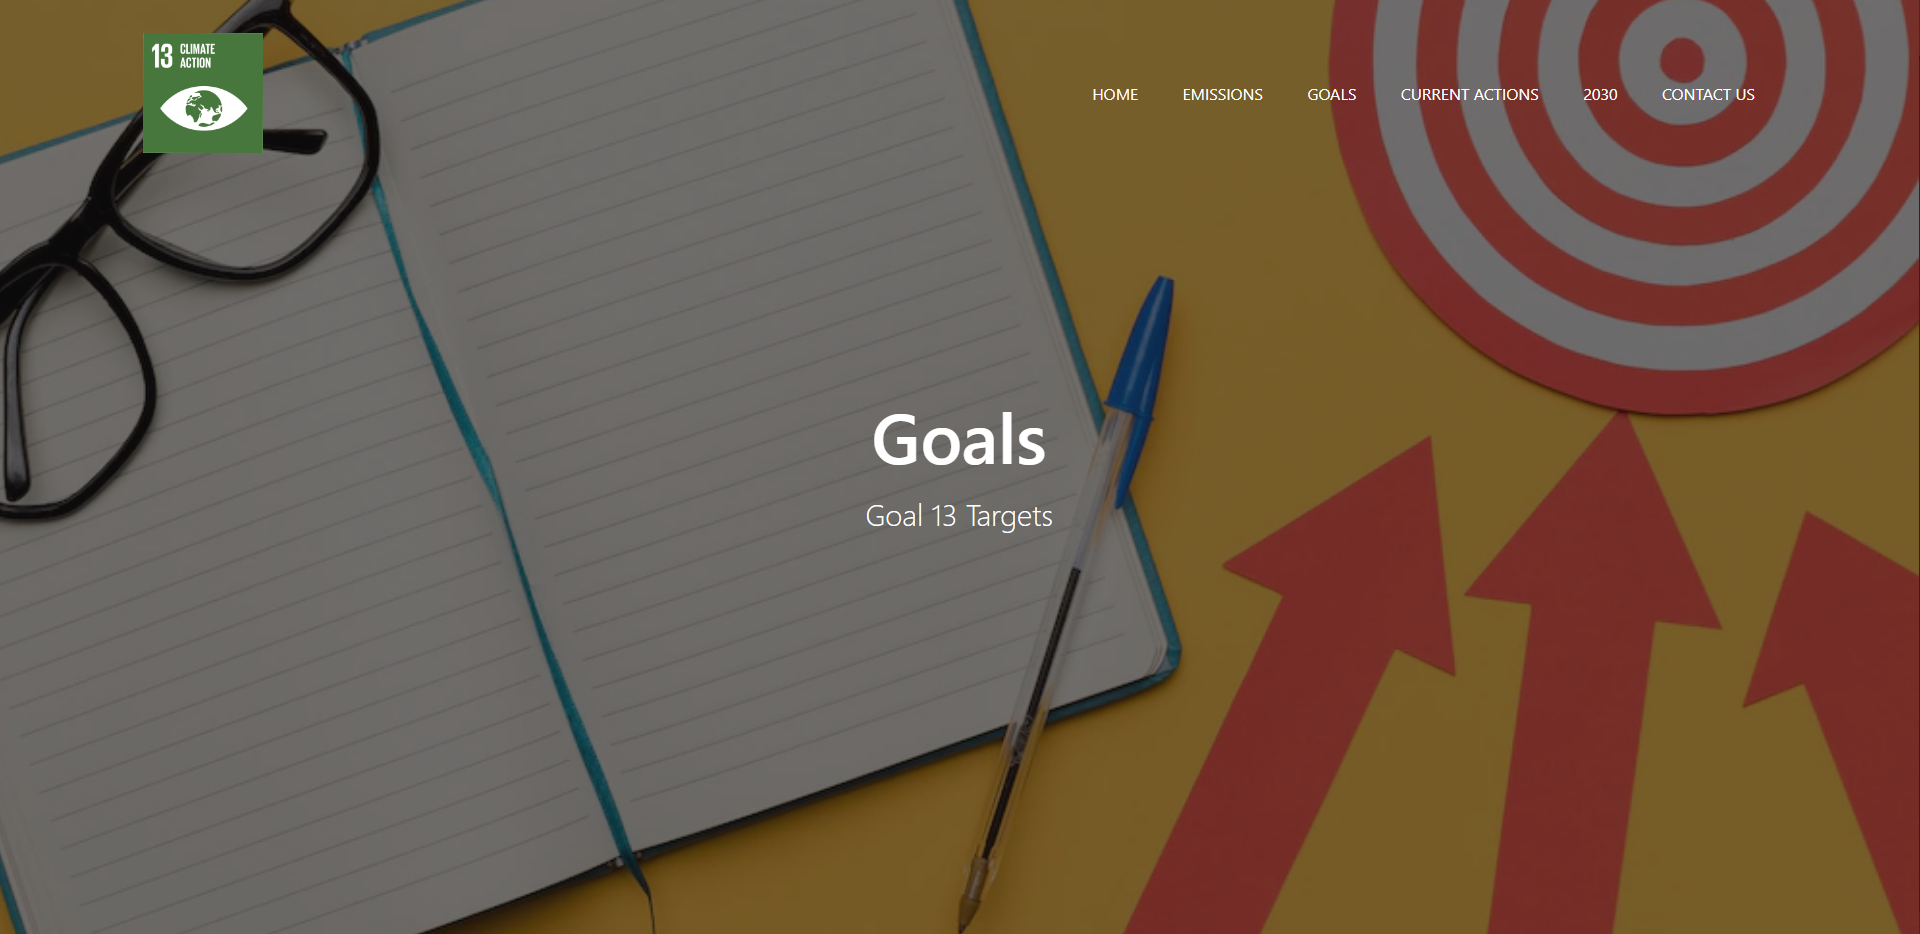 13 CLIMATE
ACTION
HOME EMISSIONS GOALS CURRENT ACTIONS 2030 CONTACT US
Goals
Goal 13 Targets